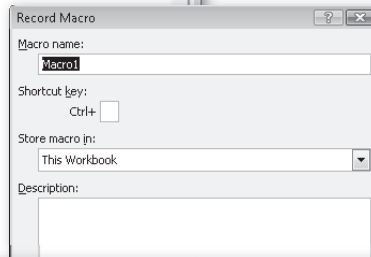 Record Macro
Macro name:
Macro1
Shortcut key:
Ctrl+
Store macro in:
This Workbook
Description: